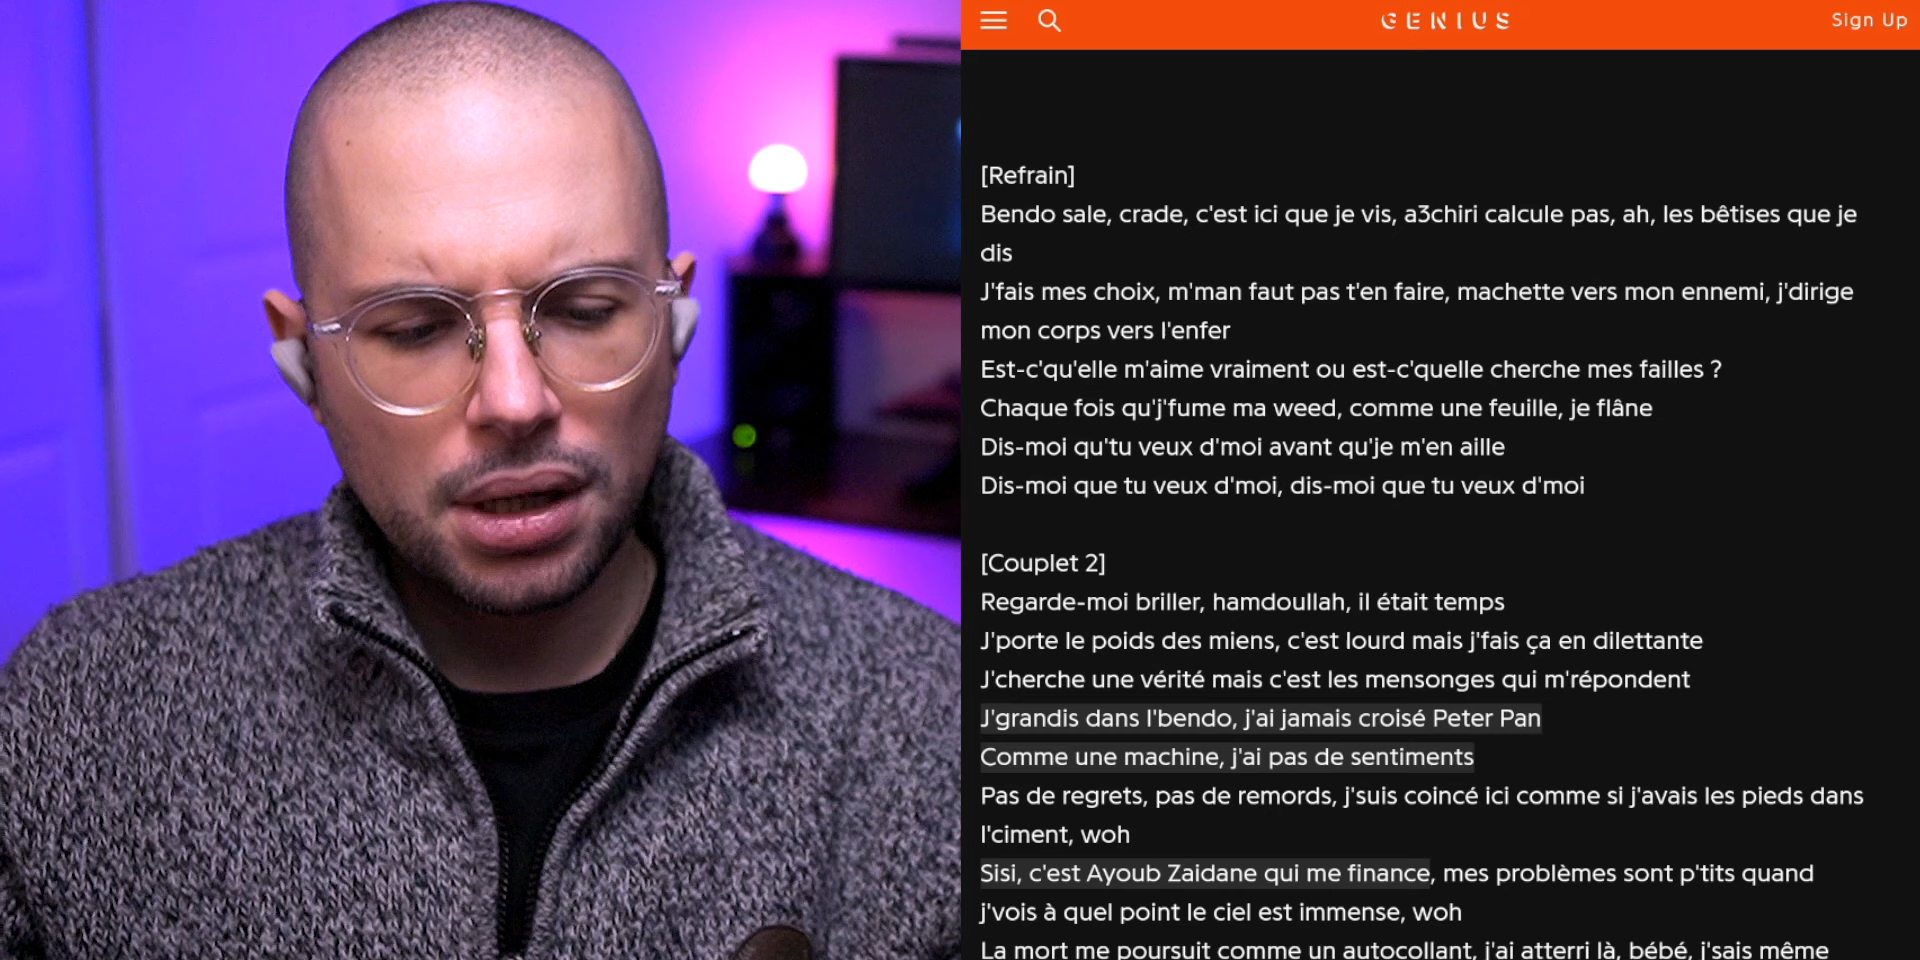 GENIUS
Sign Up
[Refrain]
Bendo sale, crade, c'est ici que je vis, a3chiri calcule pas, ah, les bêtises que je
dis
J'fais mes choix, m'man faut pas t'en faire, machette vers mon ennemi, j'dirige
mon corps vers l'enfer
Est-c'qu'elle m'aime vraiment ou est-c'quelle cherche mes failles ?
Chaque fois qu'j'fume ma weed, comme une feuille, je flâne
Dis-moi qu'tu veux d'moi avant qu'je m'en aille
Dis-moi que tu veux d'moi, dis-moi que tu veux d'moi
[Couplet 2]
Regarde-moi briller, hamdoullah, il était temps
J'porte le poids des miens, c'est lourd mais j'fais ça en dilettante
J'cherche une vérité mais c'est les mensonges qui m'répondent
J'grandis dans l'bendo, j'ai jamais croisé Peter Pan
Comme une machine, j'ai pas de sentiments
Pas de regrets, pas de remords, j'suis coincé ici comme si j'avais les pieds dans
l'ciment, woh
Sisi, c'est Ayoub Zaidane qui me finance, mes problèmes sont p'tits quand
j'vois à quel point le ciel est immense, woh
La mort me poursuit comme un autocollant, j'ai atterri là, bébé, j'sais même